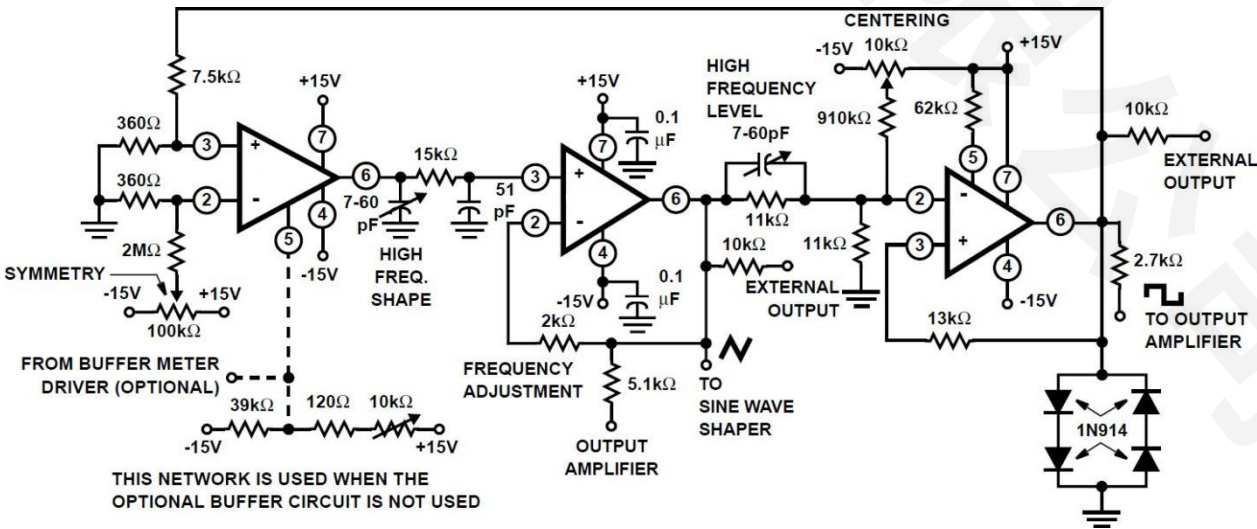 CENTERING
-15V
10kΩ
+15V
7.5kΩ
+15V
360Ω
3
+
7
6
360Ω
2
-
4
5
-15V
2MΩ
SYMMETRY
-15V
+15V
100kΩ
FROM BUFFER METER
DRIVER (OPTIONAL)
39kΩ
120Ω
10kΩ
-15V
+15V
THIS NETWORK IS USED WHEN THE
OPTIONAL BUFFER CIRCUIT IS NOT USED
15kΩ
7-60
pF
HIGH
FREQ.
SHAPE
51
pF
+15V
0.1
μF
7
3
+
2
-
6
4
-15V
0.1
μF
2kΩ
FREQUENCY
ADJUSTMENT
5.1kΩ
OUTPUT
AMPLIFIER
TO
SINE WAVE
SHAPER
HIGH
FREQUENCY
LEVEL
7-60pF
11kΩ
10kΩ
EXTERNAL
OUTPUT
11kΩ
910kΩ
62kΩ
5
7
2
-
3
+
6
4
-15V
13kΩ
10kΩ
EXTERNAL
OUTPUT
2.7kΩ
TO OUTPUT
AMPLIFIER
1N914